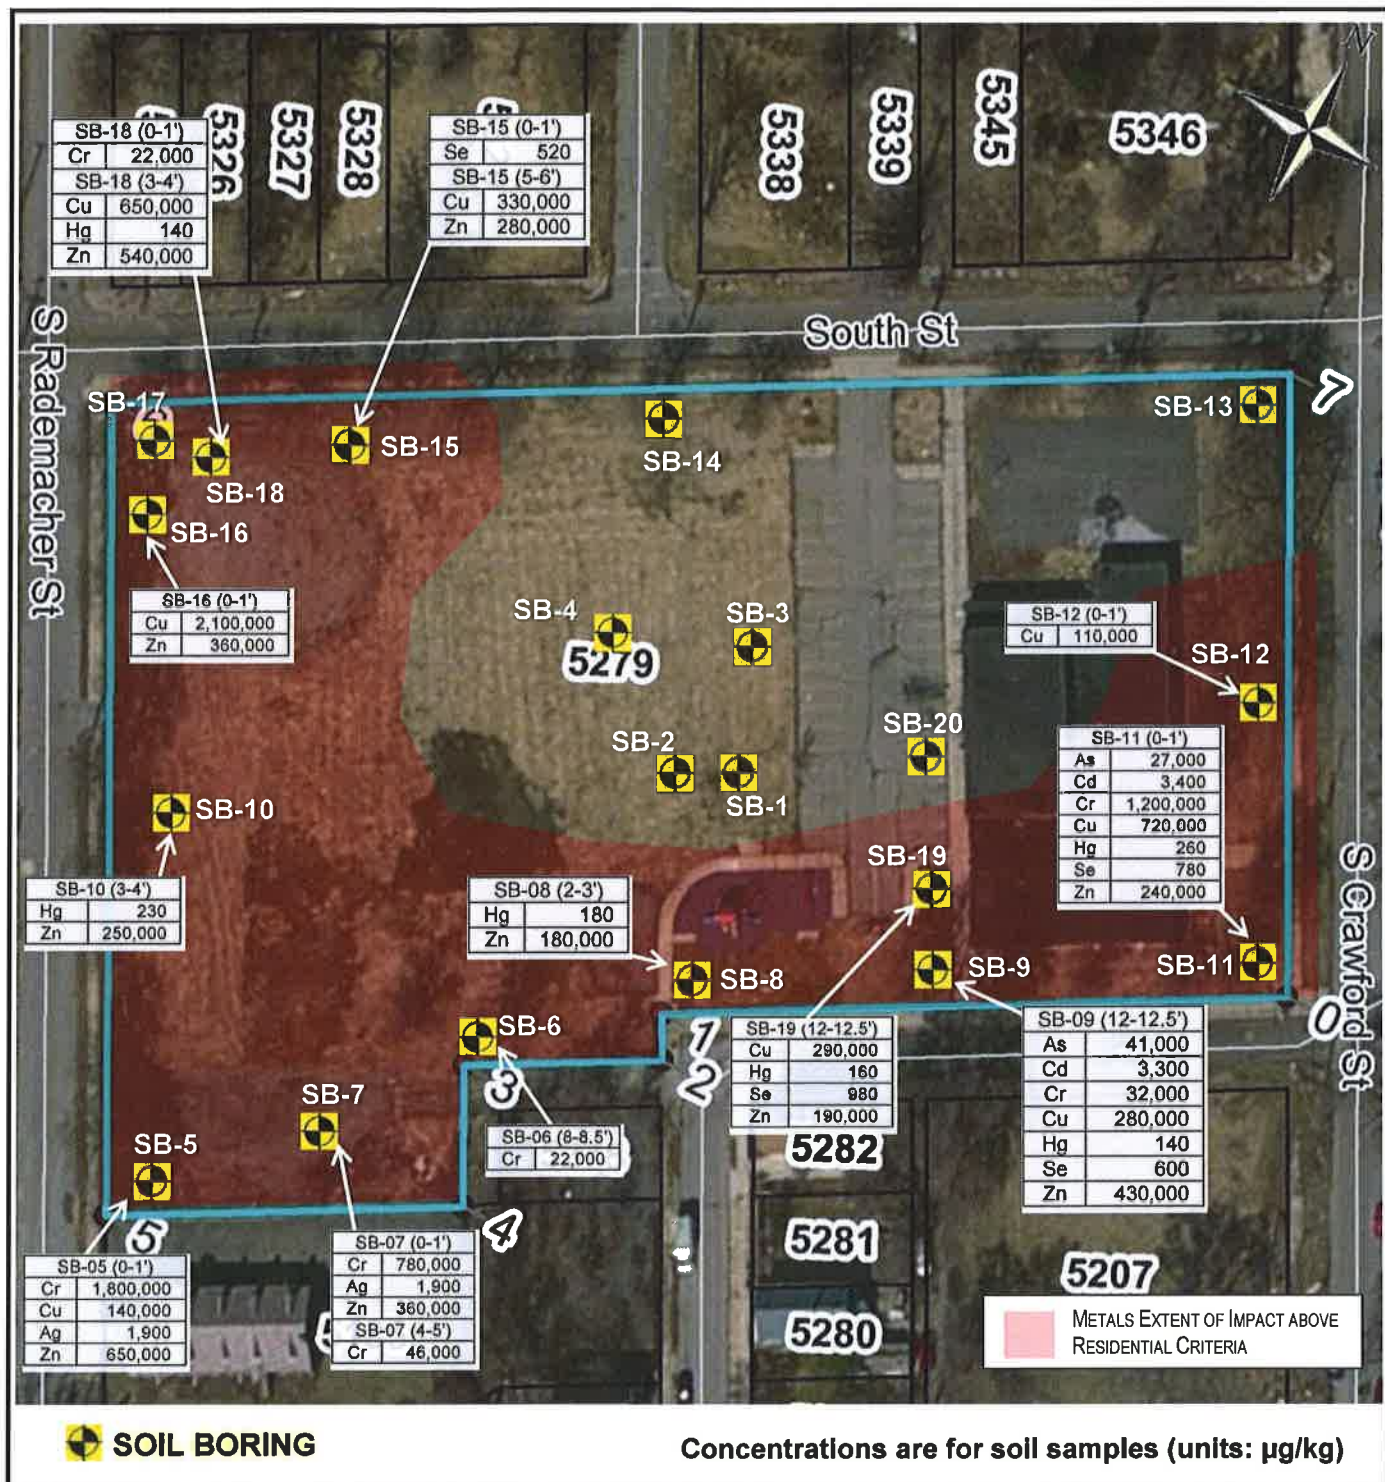 N
5326
5327
5328
5338
5339
5345
5346
SB-18 (0-1')
Cr 22,000
SB-18 (3-4')
Cu 650,000
Hg 140
Zn 540,000
SB-15 (0-1')
Se 520
SB-15 (5-6')
Cu 330,000
Zn 280,000
S Rademacher St
South St
7
SB-17
SB-18
SB-15
SB-14
SB-13
SB-16
SB-16 (0-1')
Cu 2,100,000
Zn 360,000
SB-4
SB-3
5279
SB-12 (0-1')
Cu 110,000
SB-12
SB-2
SB-1
SB-20
SB-11 (0-1')
As 27,000
Cd 3,400
Cr 1,200,000
Cu 720,000
Hg 260
Se 780
Zn 240,000
SB-10
SB-10 (3-4')
Hg 230
Zn 250,000
SB-08 (2-3')
Hg 180
Zn 180,000
SB-19
SB-8
SB-9
SB-11
S Crawford St
0
SB-6
1
2
3
SB-19 (12-12.5')
Cu 290,000
Hg 160
Se 980
Zn 190,000
SB-09 (12-12.5')
As 41,000
Cd 3,300
Cr 32,000
Cu 280,000
Hg 140
Se 600
Zn 430,000
SB-7
SB-5
SB-06 (8-8.5')
Cr 22,000
5282
5
4
SB-05 (0-1')
Cr 1,800,000
Cu 140,000
Ag 1,900
Zn 650,000
SB-07 (0-1')
Cr 780,000
Ag 1,900
Zn 360,000
SB-07 (4-5')
Cr 46,000
5281
5207
5280
METALS EXTENT OF IMPACT ABOVE
RESIDENTIAL CRITERIA
SOIL BORING
Concentrations are for soil samples (units: µg/kg)